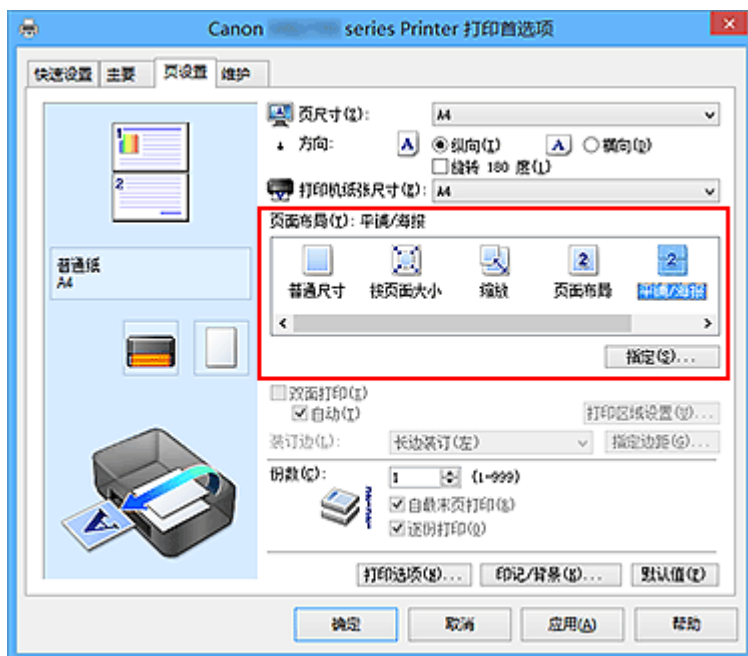 Canon series Printer 打印首选项
快速设置 主要 页设置 维护
页尺寸(Z): A4
方向: A 纵向(I) A 横向(D)
旋转 180 度(L)
打印机纸张尺寸(E): A4
页面布局(T): 平铺/海报
普通尺寸 按页面大小 缩放 页面布局 平铺/海报
指定(S)...
1
2
普通纸
A4
双面打印(X)
自动(T)
打印区域设置(U)...
装订边(L): 长边装订(左) 指定边距(G)...
份数(C): 1 (1-999)
自最末页打印(B)
逐份打印(O)
打印选项(N)... 印记/背景(B)... 默认值(F)
确定 取消 应用(A) 帮助